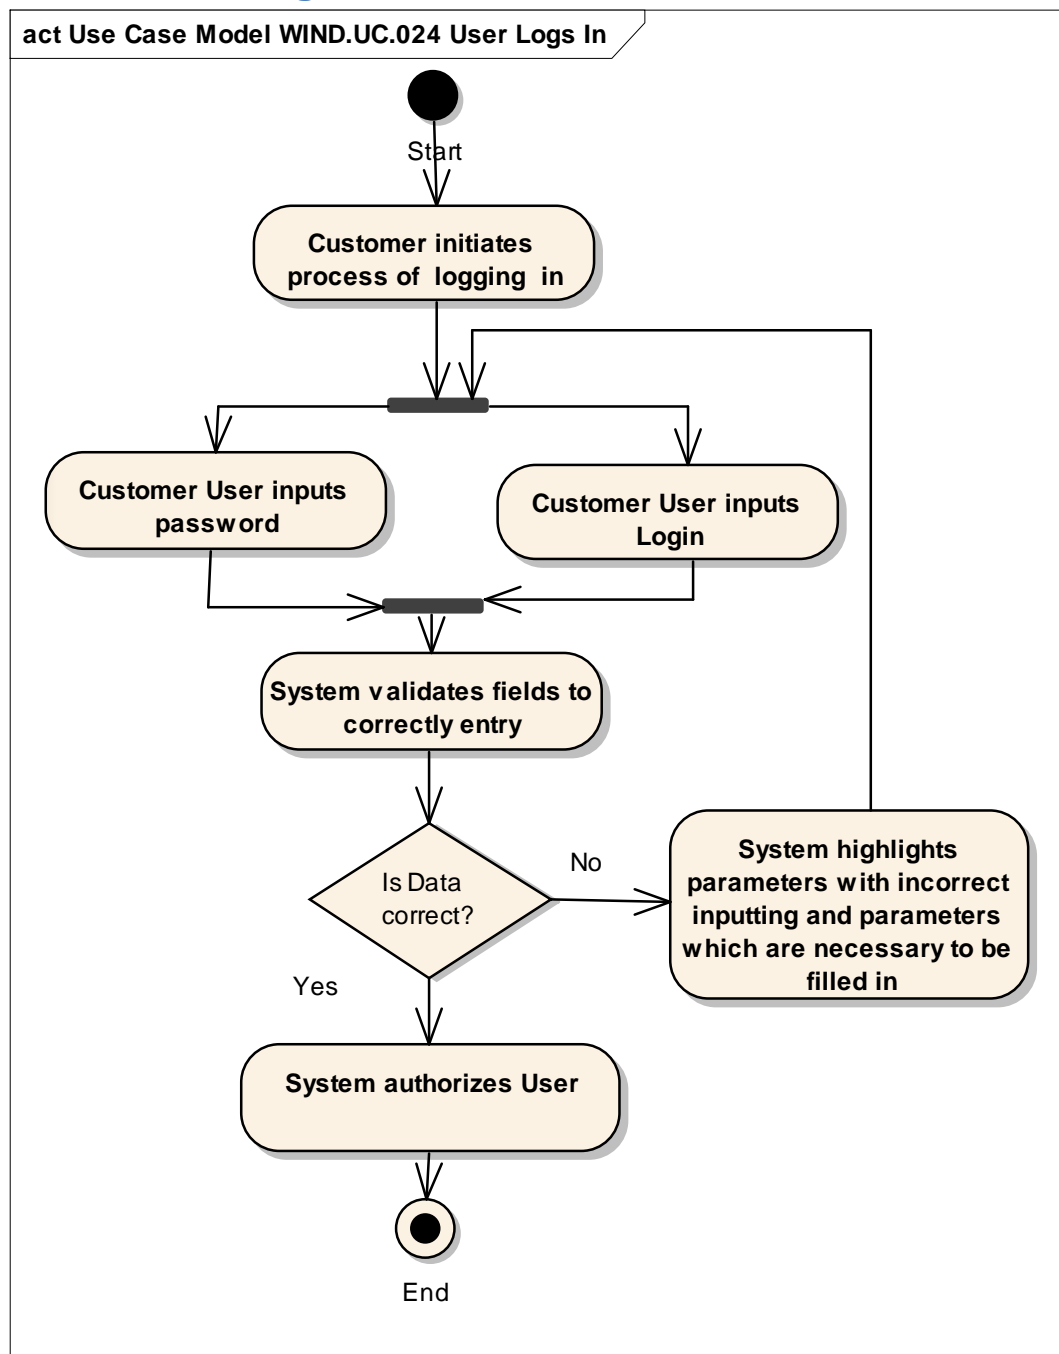 act Use Case Model WIND.UC.024 User Logs In
Start
Customer initiates
process of logging in
Customer User inputs
password
Customer User inputs
Login
System validates fields to
correctly entry
Is Data
correct?
No
System highlights
parameters with incorrect
inputting and parameters
which are necessary to be
filled in
Yes
System authorizes User
End